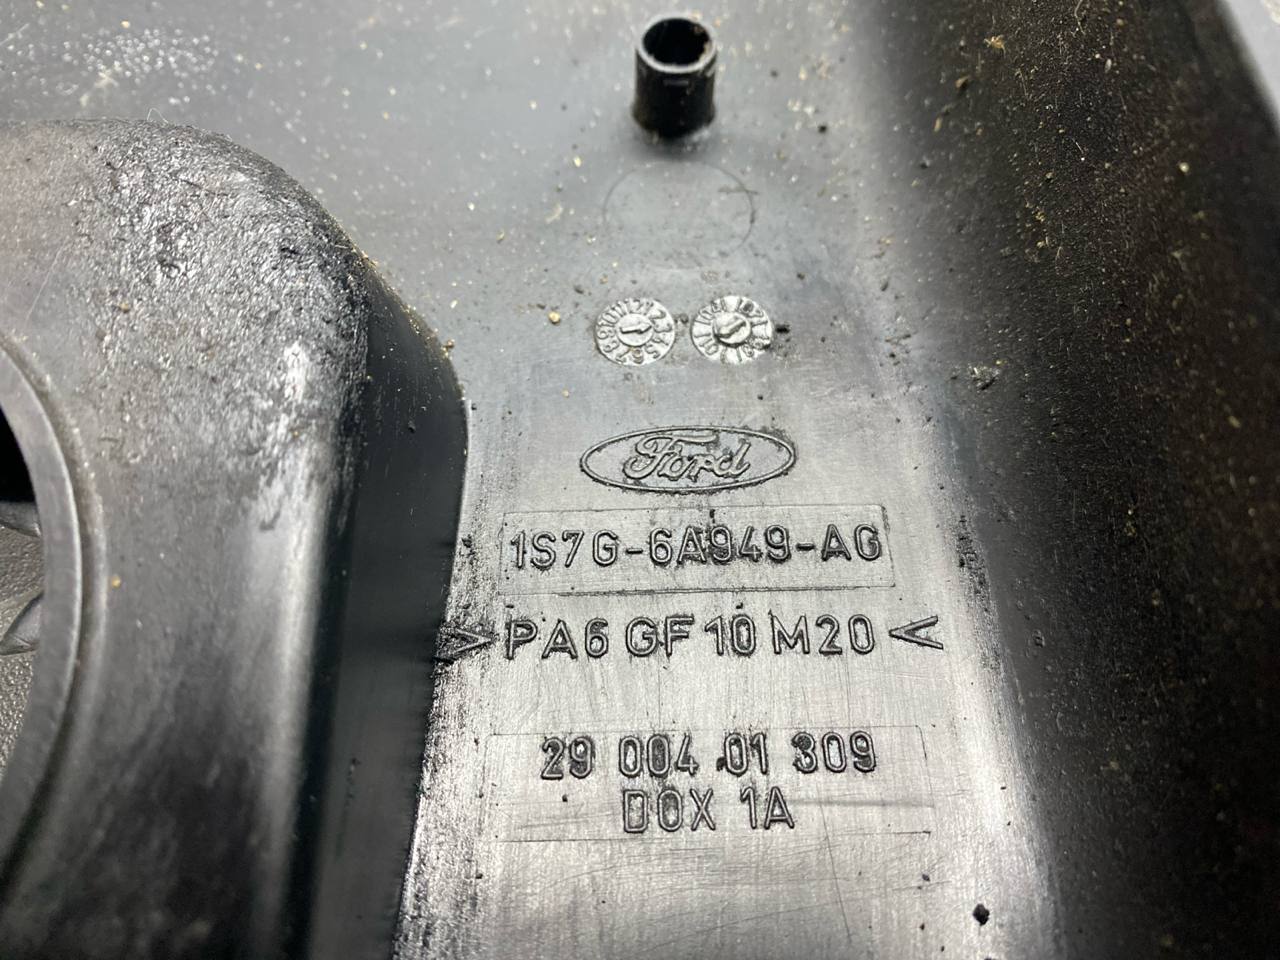 Ford
1S7G-6A949-AG
>PA6 GF10 M20<
29 004 01 309
DOX 1A